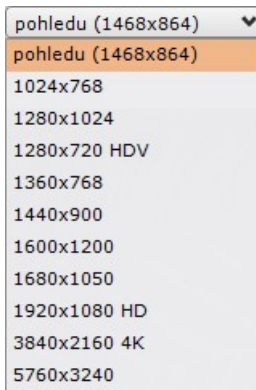 pohledu (1468x864)
pohledu (1468x864)
1024x768
1280x1024
1280x720 HDV
1360x768
1440x900
1600x1200
1680x1050
1920x1080 HD
3840x2160 4K
5760x3240